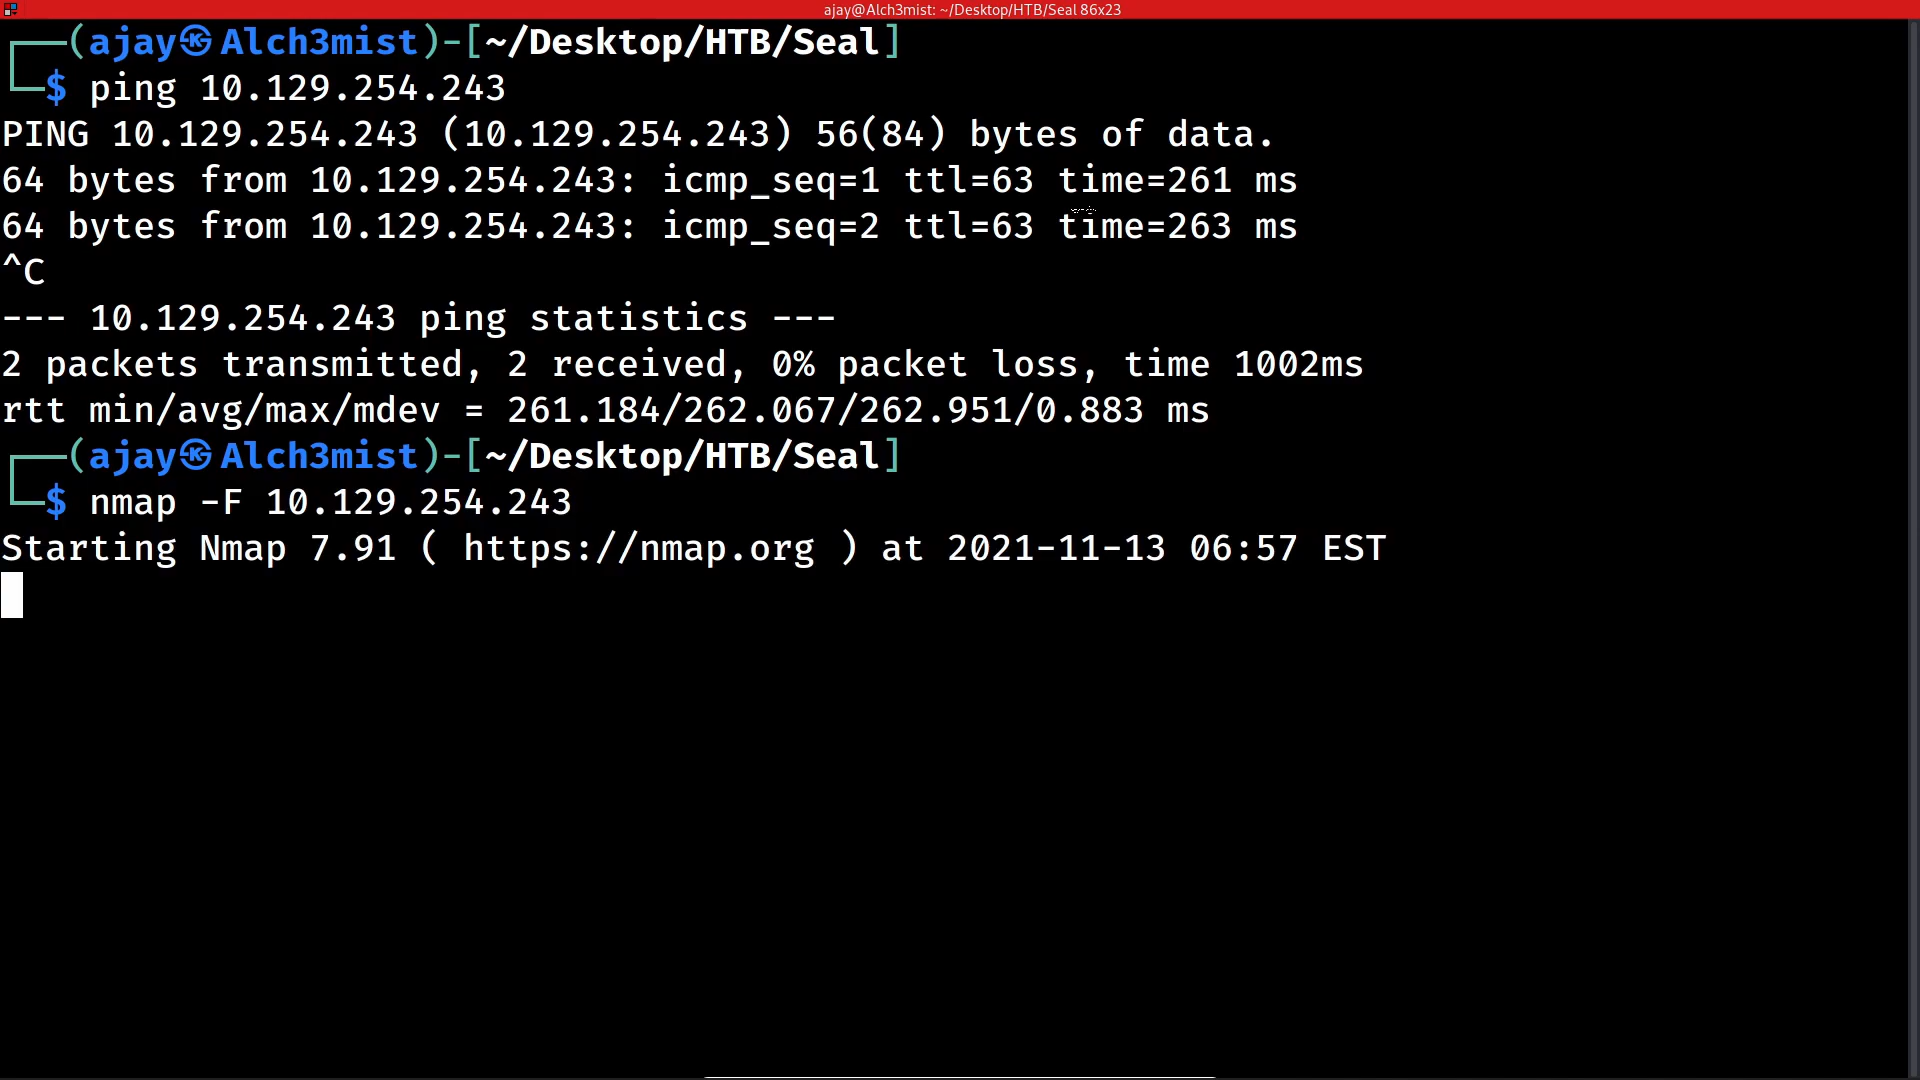 ajay@Alch3mist: ~/Desktop/HTB/Seal 86x23
┌──(ajay㉿Alch3mist)-[~/Desktop/HTB/Seal]
└─$ ping 10.129.254.243
PING 10.129.254.243 (10.129.254.243) 56(84) bytes of data.
64 bytes from 10.129.254.243: icmp_seq=1 ttl=63 time=261 ms
64 bytes from 10.129.254.243: icmp_seq=2 ttl=63 time=263 ms
^C
--- 10.129.254.243 ping statistics ---
2 packets transmitted, 2 received, 0% packet loss, time 1002ms
rtt min/avg/max/mdev = 261.184/262.067/262.951/0.883 ms
┌──(ajay㉿Alch3mist)-[~/Desktop/HTB/Seal]
└─$ nmap -F 10.129.254.243
Starting Nmap 7.91 ( https://nmap.org ) at 2021-11-13 06:57 EST